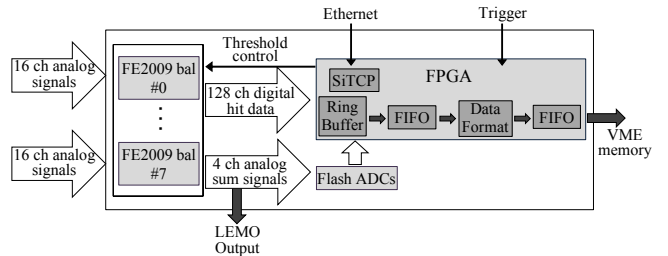 Ethernet
Trigger
16 ch analog
signals
FE2009 bal
#0
Threshold
control
SiTCP
FPGA
128 ch digital
hit data
Ring
Buffer
FIFO
Data
Format
FIFO
VME
memory
16 ch analog
signals
FE2009 bal
#7
4 ch analog
sum signals
Flash ADCs
LEMO
Output